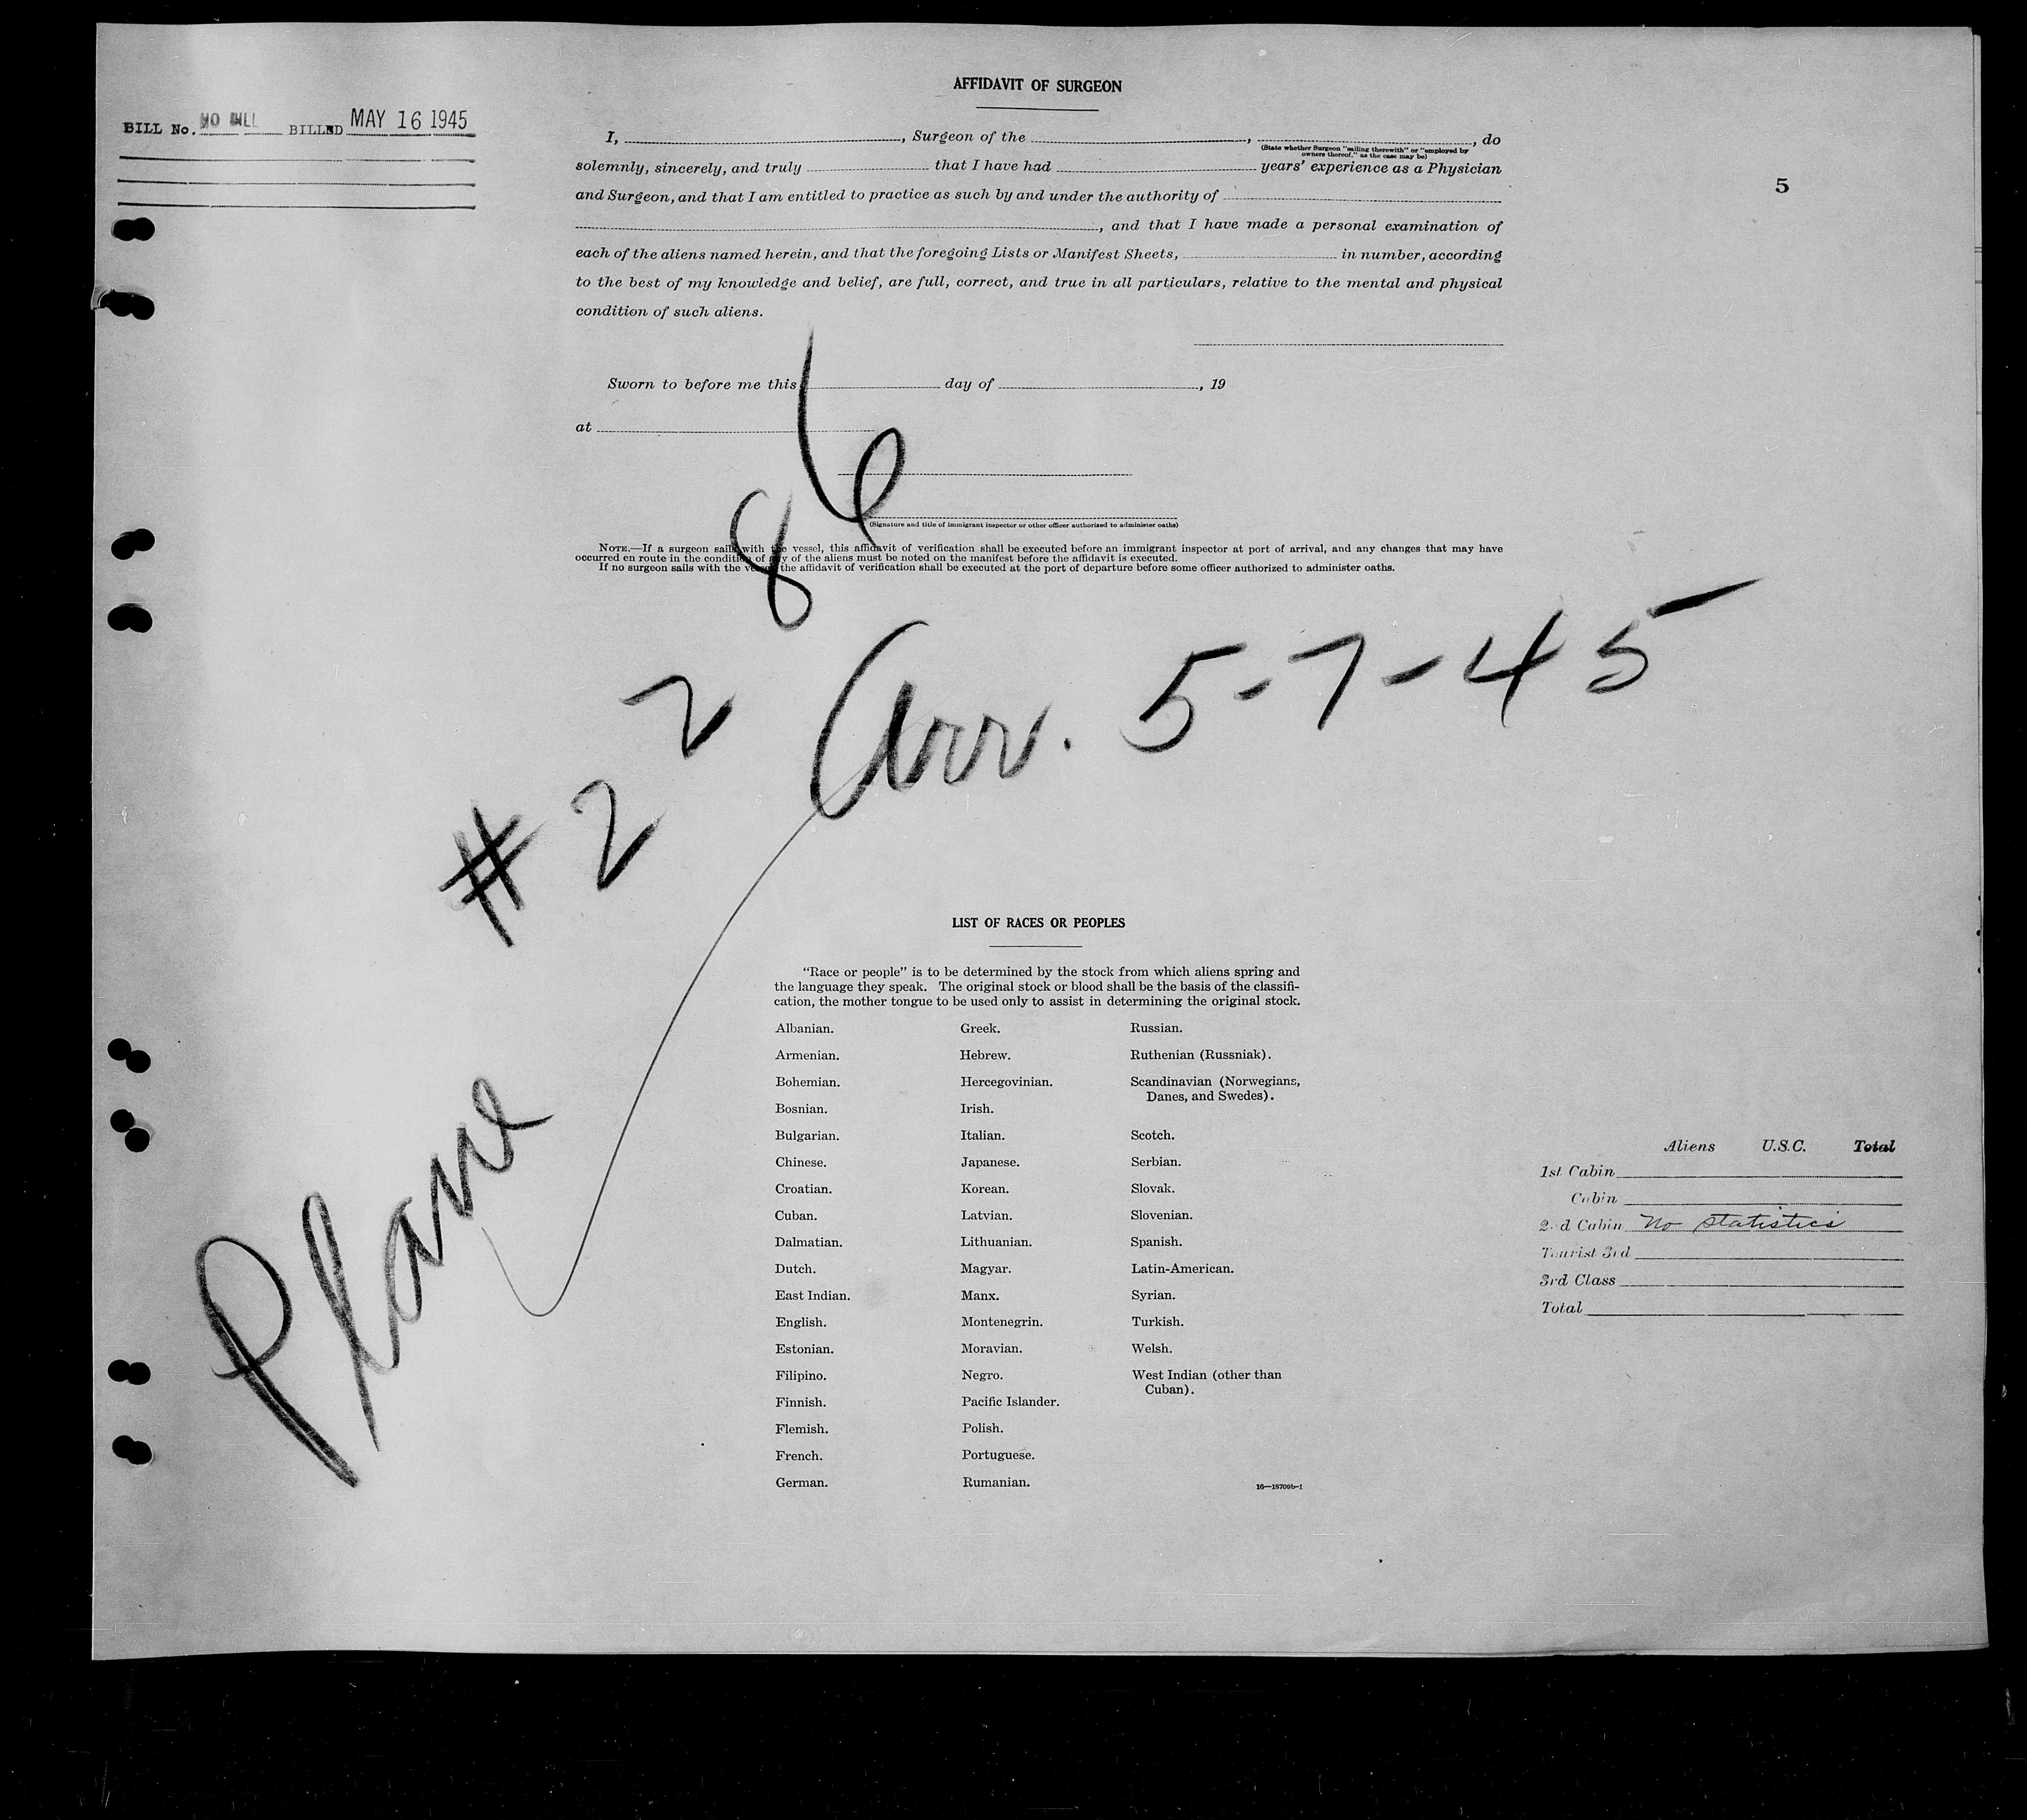 AFFIDAVIT OF SURGEON
BILL No. NO BILL BILLED MAY 16 1945
I, , Surgeon of the , , do
(State whether Surgeon "sailing therewith" or "employed by
owners thereof," as the case may be)
solemnly, sincerely, and truly that I have had years' experience as a Physician
5
and Surgeon, and that I am entitled to practice as such by and under the authority of
, and that I have made a personal examination of
each of the aliens named herein, and that the foregoing Lists or Manifest Sheets, in number, according
to the best of my knowledge and belief, are full, correct, and true in all particulars, relative to the mental and physical
condition of such aliens.
Sworn to before me this day of , 19
at
(Signature and title of immigrant inspector or other officer authorized to administer oaths)
NOTE.—If a surgeon sails with the vessel, this affidavit of verification shall be executed before an immigrant inspector at port of arrival, and any changes that may have
occurred en route in the condition of any of the aliens must be noted on the manifest before the affidavit is executed.
If no surgeon sails with the vessel the affidavit of verification shall be executed at the port of departure before some officer authorized to administer oaths.
Plane #2286
Arr. 5-7-45
LIST OF RACES OR PEOPLES
"Race or people" is to be determined by the stock from which aliens spring and
the language they speak. The original stock or blood shall be the basis of the classifi-
cation, the mother tongue to be used only to assist in determining the original stock.
Albanian.
Armenian.
Bohemian.
Bosnian.
Bulgarian.
Chinese.
Croatian.
Cuban.
Dalmatian.
Dutch.
East Indian.
English.
Estonian.
Filipino.
Finnish.
Flemish.
French.
German.
Greek.
Hebrew.
Hercegovinian.
Irish.
Italian.
Japanese.
Korean.
Latvian.
Lithuanian.
Magyar.
Manx.
Montenegrin.
Moravian.
Negro.
Pacific Islander.
Polish.
Portuguese.
Rumanian.
Russian.
Ruthenian (Russniak).
Scandinavian (Norwegians,
Danes, and Swedes).
Scotch.
Serbian.
Slovak.
Slovenian.
Spanish.
Latin-American.
Syrian.
Turkish.
Welsh.
West Indian (other than
Cuban).
16—18709b-1
Aliens U.S.C. Total
1st Cabin
Cabin
2nd Cabin No statistics
Tourist 3rd
3rd Class
Total